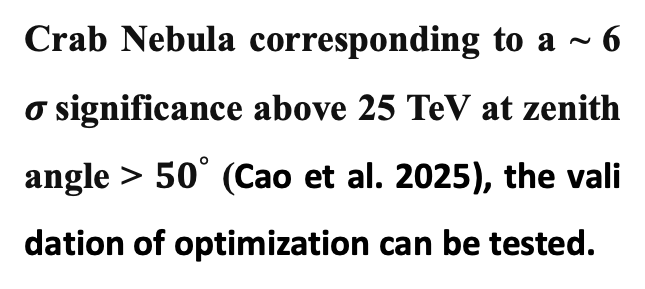 Crab Nebula corresponding to a ~ 6
σ significance above 25 TeV at zenith
angle > 50° (Cao et al. 2025), the vali
dation of optimization can be tested.